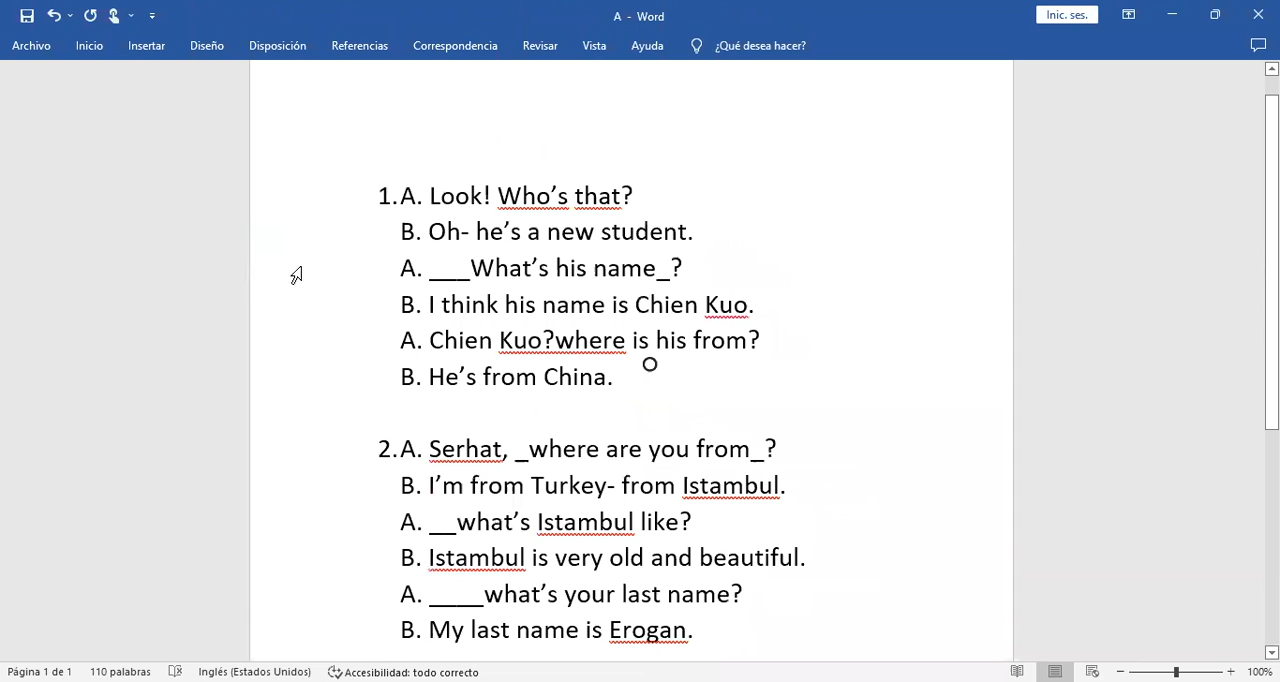 A - Word
Inic. ses.
Archivo Inicio Insertar Diseño Disposición Referencias Correspondencia Revisar Vista Ayuda ¿Qué desea hacer?
1. A. Look! Who's that?
B. Oh- he's a new student.
A. ___What's his name_?
B. I think his name is Chien Kuo.
A. Chien Kuo?where is his from?
B. He's from China.
2. A. Serhat, _where are you from_?
B. I'm from Turkey- from Istambul.
A. __what's Istambul like?
B. Istambul is very old and beautiful.
A. ____what's your last name?
B. My last name is Erogan.
Página 1 de 1 110 palabras Inglés (Estados Unidos) Accesibilidad: todo correcto 100%